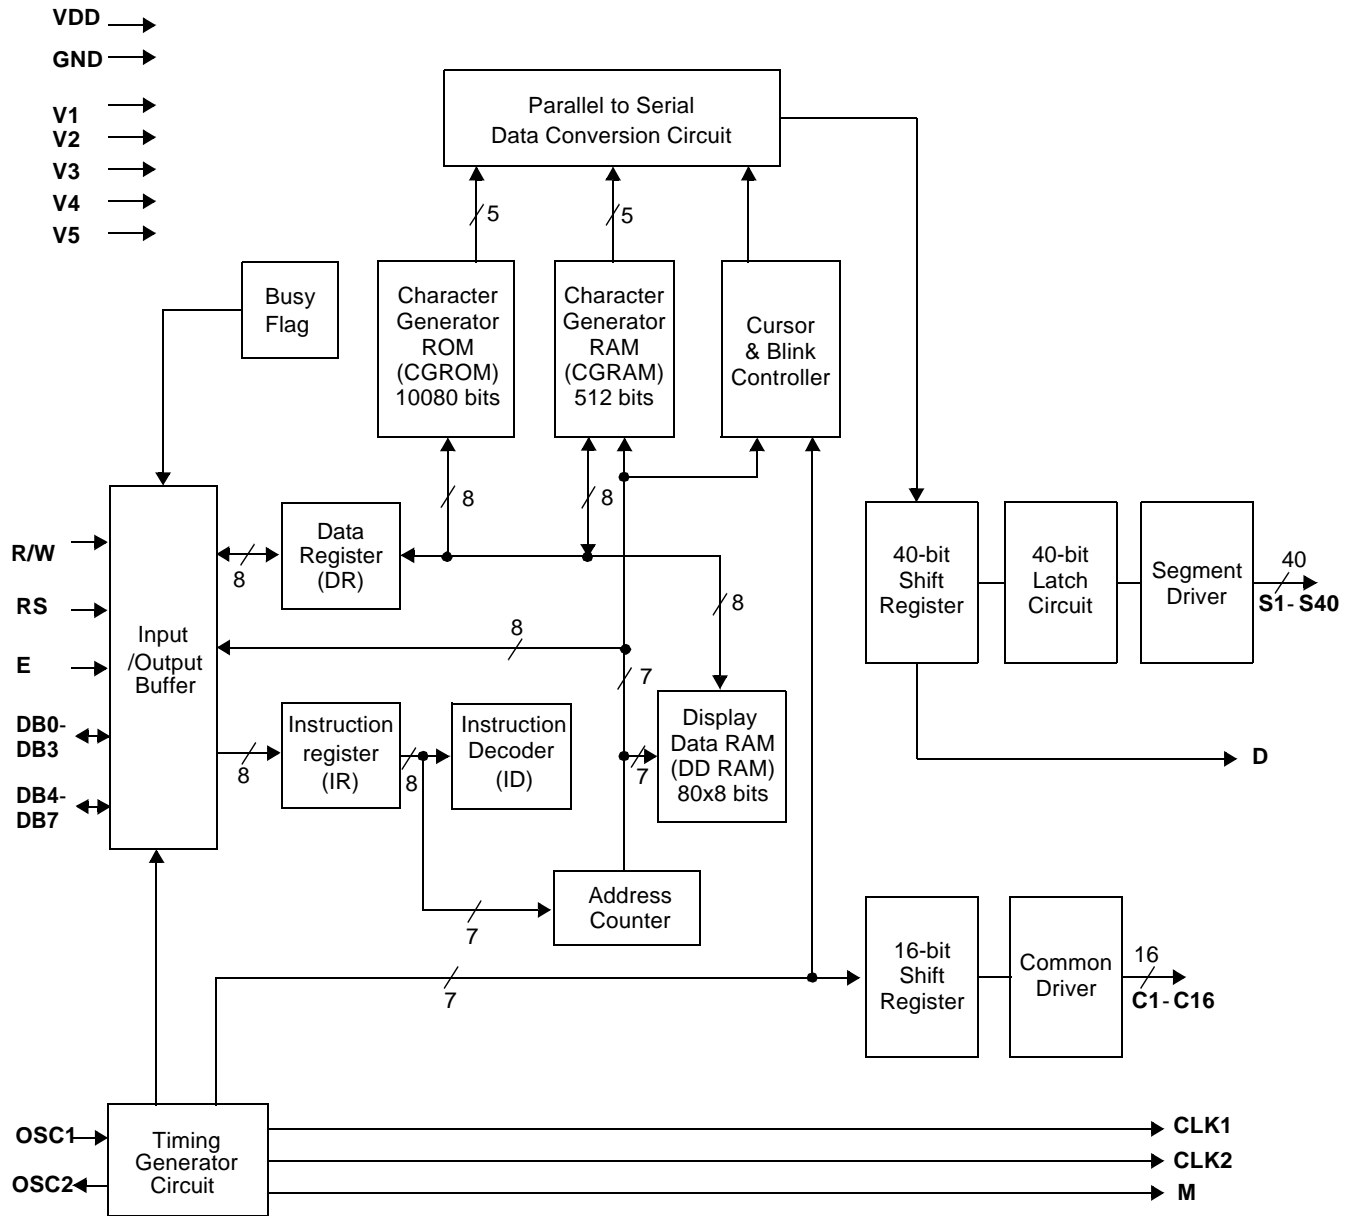 VDD
GND
V1
V2
V3
V4
V5
Parallel to Serial
Data Conversion Circuit
5
5
Busy
Flag
Character
Generator
ROM
(CGROM)
10080 bits
Character
Generator
RAM
(CGRAM)
512 bits
Cursor
& Blink
Controller
8
8
R/W
RS
E
DB0-
DB3
DB4-
DB7
Input
/Output
Buffer
8
Data
Register
(DR)
8
8
7
40-bit
Shift
Register
40-bit
Latch
Circuit
Segment
Driver
40
S1- S40
8
Instruction
register
(IR)
8
Instruction
Decoder
(ID)
7
Display
Data RAM
(DD RAM)
80x8 bits
D
7
Address
Counter
7
16-bit
Shift
Register
Common
Driver
16
C1- C16
OSC1
OSC2
Timing
Generator
Circuit
CLK1
CLK2
M